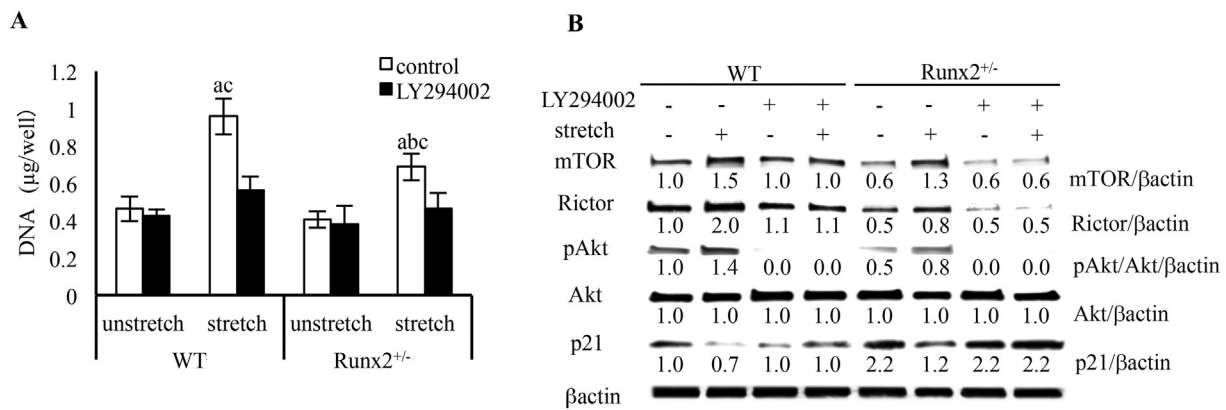 A
1.2
1
0.8
0.6
0.4
0.2
0
DNA (μg/well)
control
LY294002
ac
abc
unstretch stretch unstretch stretch
WT Runx2+/-
B
WT Runx2+/-
LY294002 - - + + - - + +
stretch - + - + - + - +
mTOR
1.0 1.5 1.0 1.0 0.6 1.3 0.6 0.6 mTOR/βactin
Rictor
1.0 2.0 1.1 1.1 0.5 0.8 0.5 0.5 Rictor/βactin
pAkt
1.0 1.4 0.0 0.0 0.5 0.8 0.0 0.0 pAkt/Akt/βactin
Akt
1.0 1.0 1.0 1.0 1.0 1.0 1.0 1.0 Akt/βactin
p21
1.0 0.7 1.0 1.0 2.2 1.2 2.2 2.2 p21/βactin
βactin